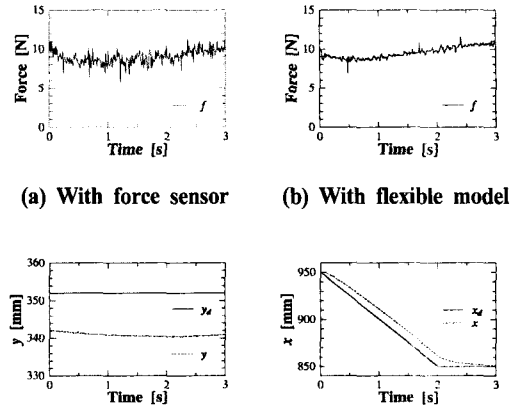 Force [N]
15
10
5
0
f
0 1 2 3
Time [s]
(a) With force sensor
Force [N]
15
10
5
0
f
0 1 2 3
Time [s]
(b) With flexible model
y [mm]
360
350
340
330
y_d
y
0 1 2 3
Time [s]
x [mm]
950
900
850
x_d
x
0 1 2 3
Time [s]